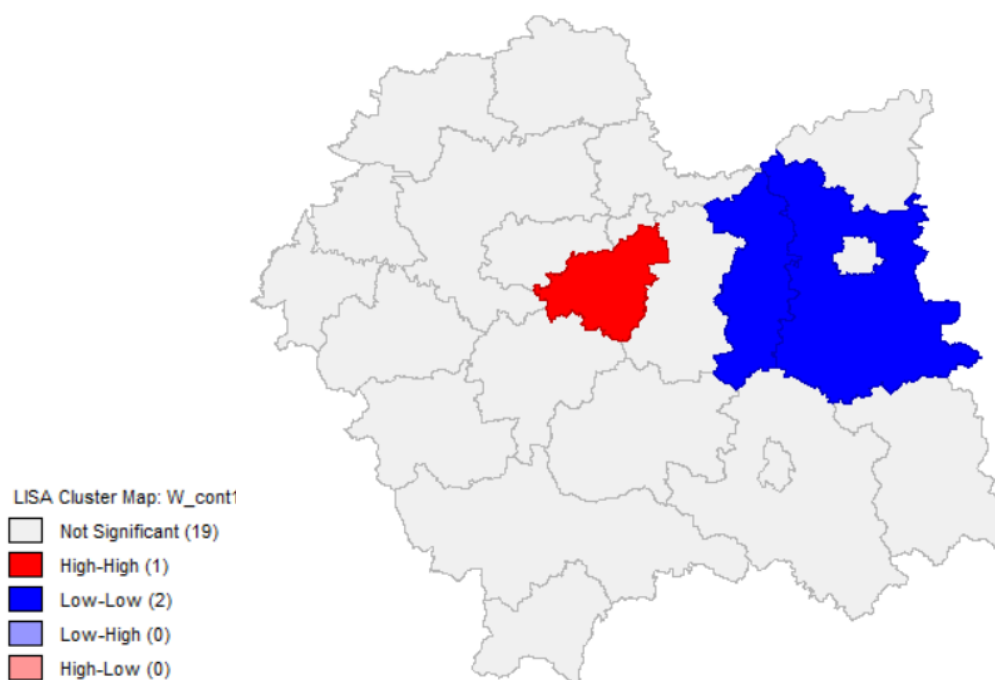 LISA Cluster Map: W_cont1
Not Significant (19)
High-High (1)
Low-Low (2)
Low-High (0)
High-Low (0)